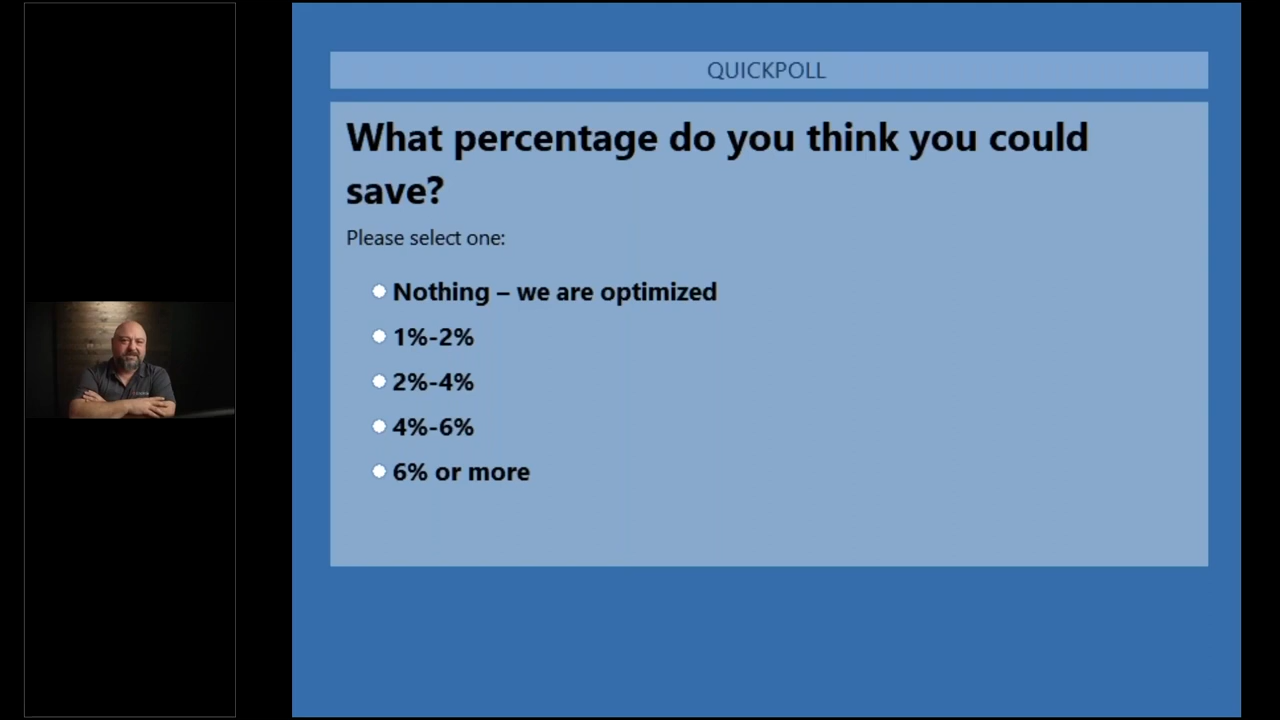 QUICKPOLL
What percentage do you think you could
save?
Please select one:
Nothing – we are optimized
1%-2%
2%-4%
4%-6%
6% or more